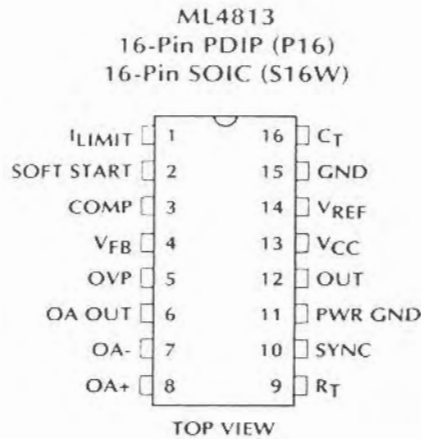 ML4813
16-Pin PDIP (P16)
16-Pin SOIC (S16W)
ILIMIT 1 16 CT
SOFT START 2 15 GND
COMP 3 14 VREF
VFB 4 13 VCC
OVP 5 12 OUT
OA OUT 6 11 PWR GND
OA- 7 10 SYNC
OA+ 8 9 RT
TOP VIEW